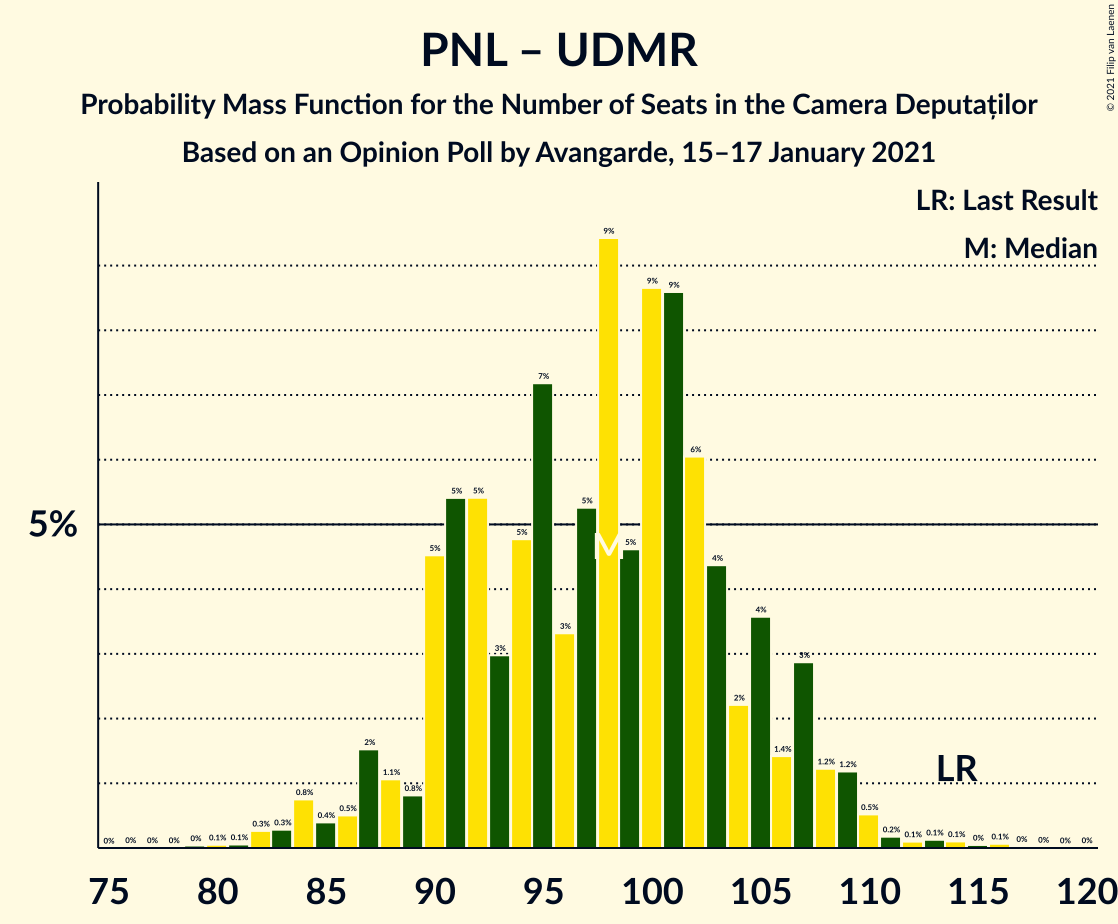 PNL – UDMR
Probability Mass Function for the Number of Seats in the Camera Deputaților
Based on an Opinion Poll by Avangarde, 15–17 January 2021
© 2021 Filip van Laenen
LR: Last Result
M: Median
5%
0% 0% 0% 0% 0% 0.1% 0.1% 0.3% 0.3% 0.8% 0.4% 0.5% 2% 1.1% 0.8% 5% 5% 5% 3% 5% 7% 3% 5% 9% 5% 9% 9% 6% 4% 2% 4% 1.4% 3% 1.2% 1.2% 0.5% 0.2% 0.1% 0.1% 0.1% 0% 0.1% 0% 0% 0% 0%
M
LR
75 80 85 90 95 100 105 110 115 120